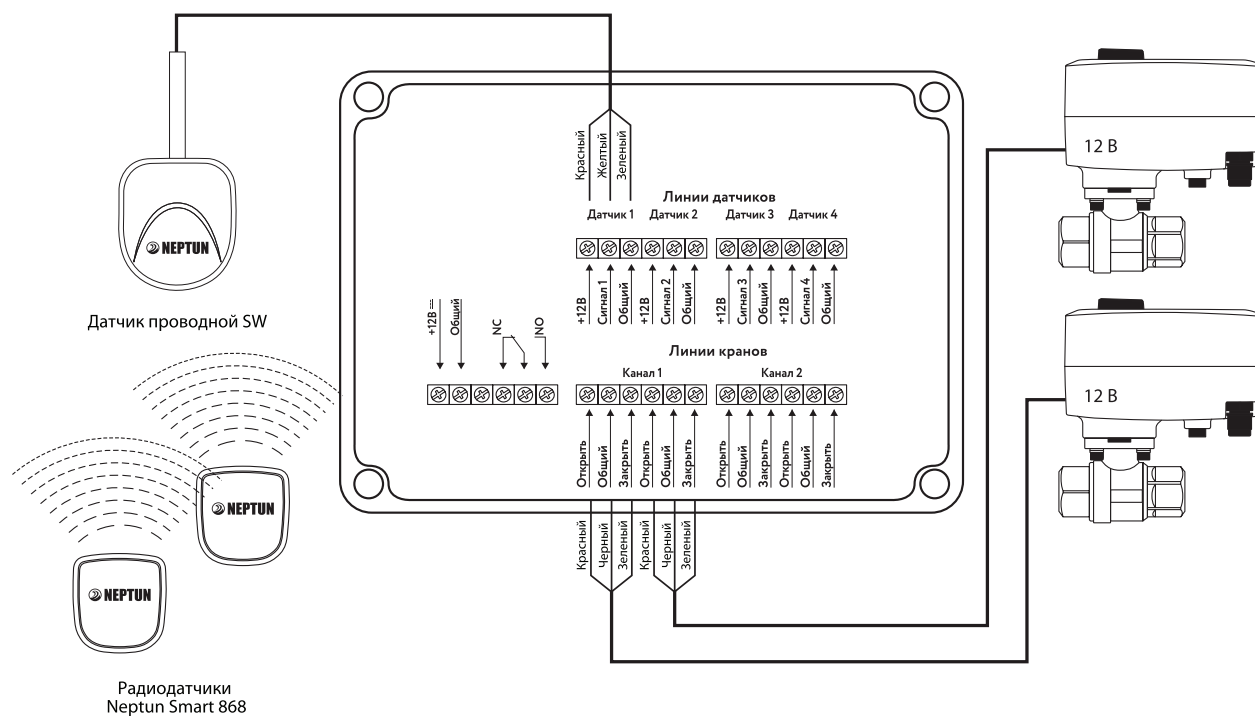 Красный
Желтый
Зеленый
12 В
Линии датчиков
Датчик 1 Датчик 2 Датчик 3 Датчик 4
NEPTUN
Датчик проводной SW
+12В
Сигнал 1
Общий
+12В
Сигнал 2
Общий
+12В
Сигнал 3
Общий
+12В
Сигнал 4
Общий
+12В
Общий
NC
NO
Линии кранов
Канал 1 Канал 2
12 В
Открыть
Общий
Закрыть
Открыть
Общий
Закрыть
Открыть
Общий
Закрыть
Открыть
Общий
Закрыть
NEPTUN
Красный
Черный
Зеленый
Красный
Черный
Зеленый
NEPTUN
Радиодатчики
Neptun Smart 868